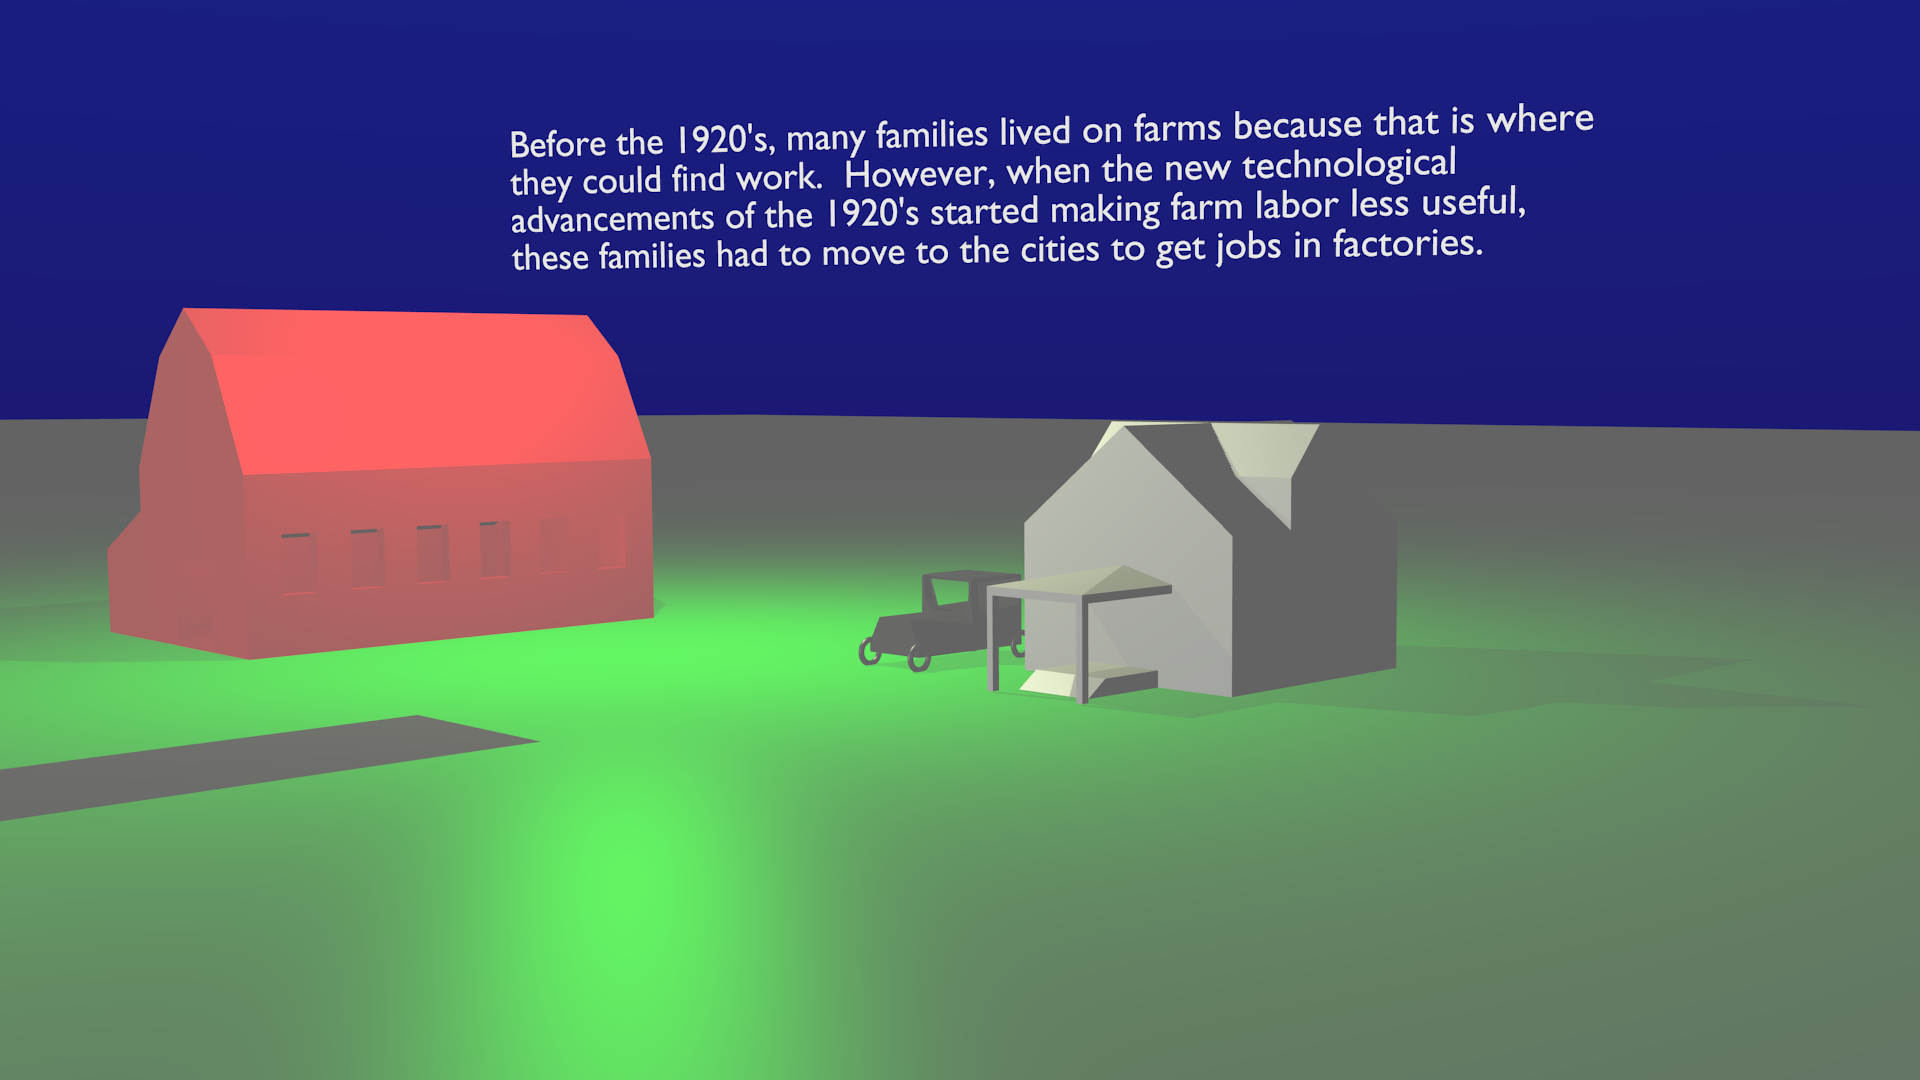 Before the 1920's, many families lived on farms because that is where
they could find work.  However, when the new technological
advancements of the 1920's started making farm labor less useful,
these families had to move to the cities to get jobs in factories.